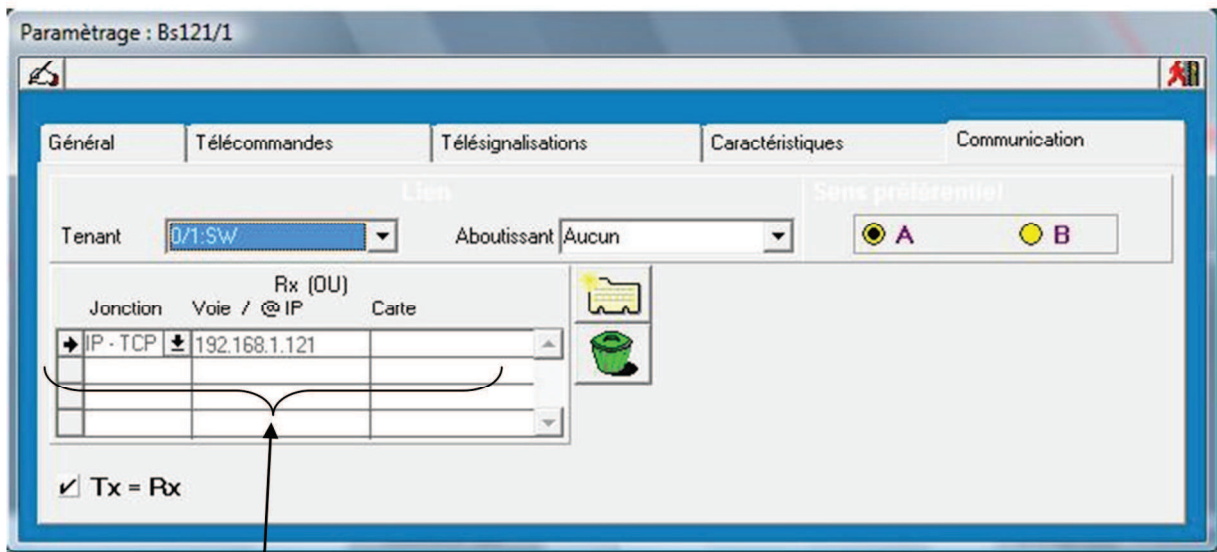 Paramètrage : Bs121/1
Général Télécommandes Télésignalisations Caractéristiques Communication
Lien Sens préférentiel
Tenant 0/1:SW Aboutissant Aucun A B
Rx (OU)
Jonction Voie / @ IP Carte
IP - TCP 192.168.1.121
Tx = Rx